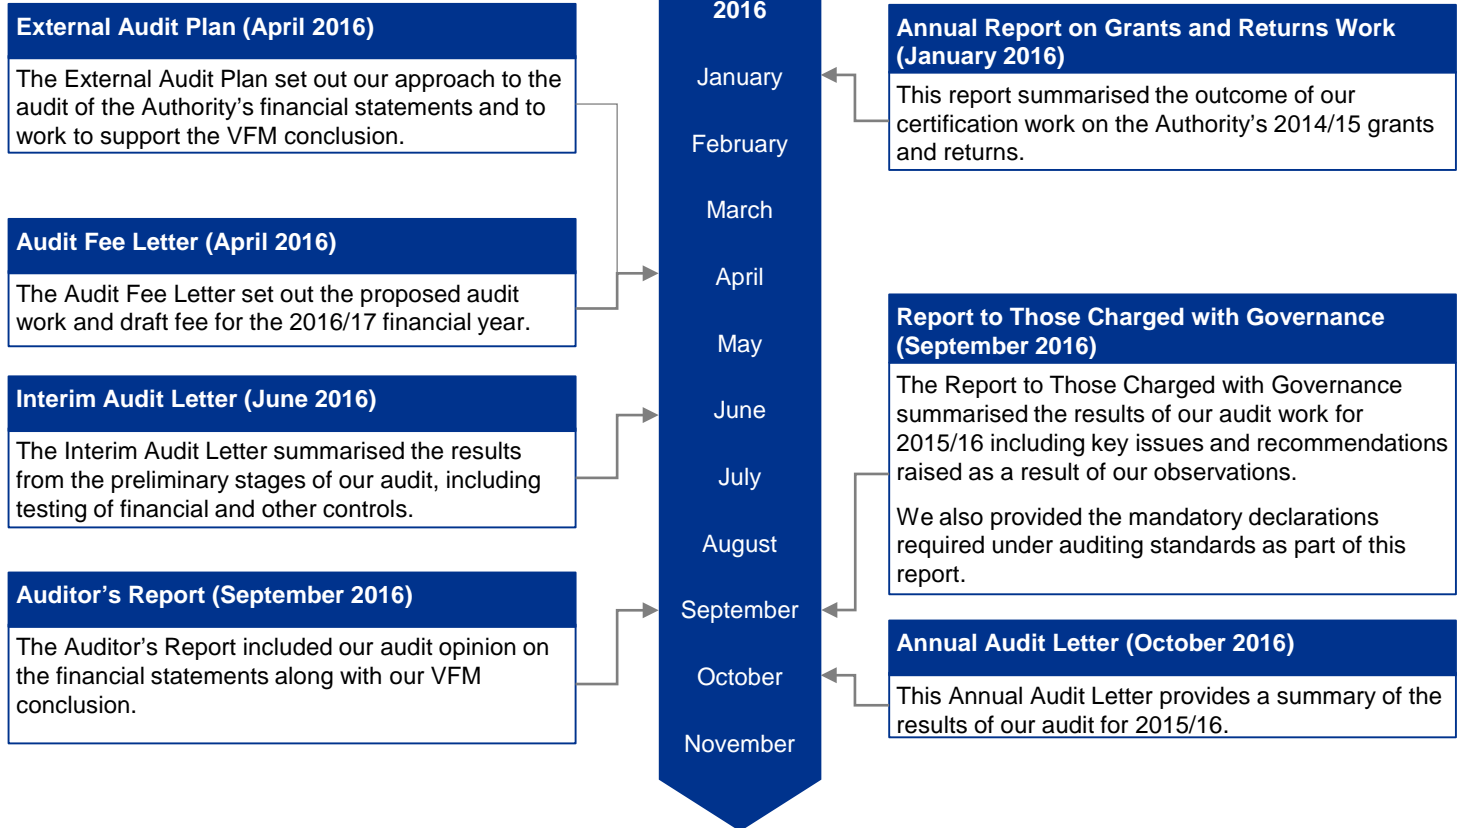 External Audit Plan (April 2016)
The External Audit Plan set out our approach to the
audit of the Authority’s financial statements and to
work to support the VFM conclusion.
Audit Fee Letter (April 2016)
The Audit Fee Letter set out the proposed audit
work and draft fee for the 2016/17 financial year.
Interim Audit Letter (June 2016)
The Interim Audit Letter summarised the results
from the preliminary stages of our audit, including
testing of financial and other controls.
Auditor’s Report (September 2016)
The Auditor’s Report included our audit opinion on
the financial statements along with our VFM
conclusion.
2016
January
February
March
April
May
June
July
August
September
October
November
Annual Report on Grants and Returns Work
(January 2016)
This report summarised the outcome of our
certification work on the Authority’s 2014/15 grants
and returns.
Report to Those Charged with Governance
(September 2016)
The Report to Those Charged with Governance
summarised the results of our audit work for
2015/16 including key issues and recommendations
raised as a result of our observations.
We also provided the mandatory declarations
required under auditing standards as part of this
report.
Annual Audit Letter (October 2016)
This Annual Audit Letter provides a summary of the
results of our audit for 2015/16.